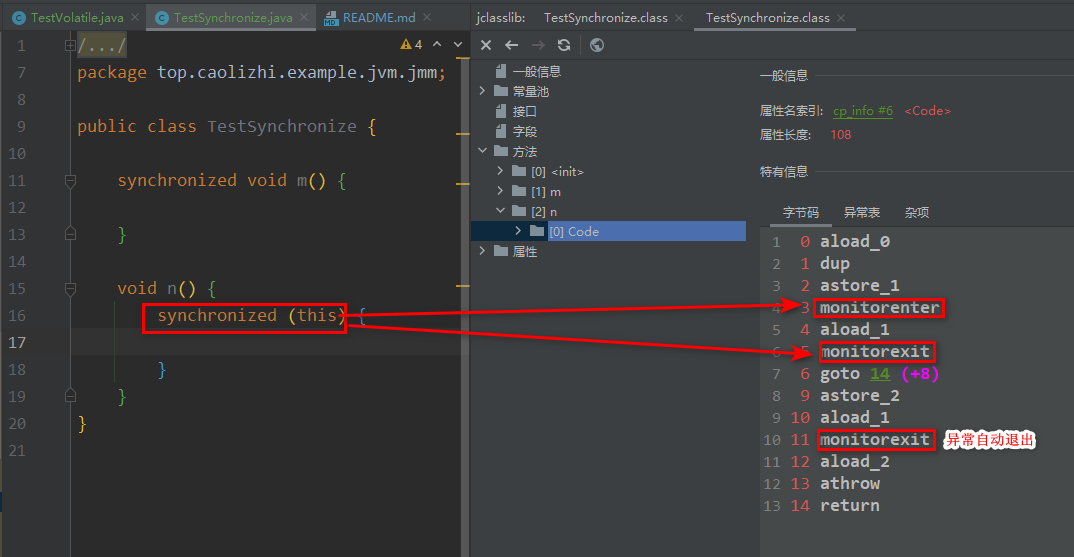 TestVolatile.java TestSynchronize.java README.md
1 /.../ 4
7 package top.caolizhi.example.jvm.jmm;
8
9 public class TestSynchronize {
10
11 synchronized void m() {
12
13 }
14
15 void n() {
16 synchronized (this) {
17
18 }
19 }
20 }
21
jclasslib: TestSynchronize.class TestSynchronize.class
一般信息
常量池
接口
字段
方法
[0] <init>
[1] m
[2] n
[0] Code
属性
一般信息
属性名索引: cp_info #6 <Code>
属性长度: 108
特有信息
字节码 异常表 杂项
1 0 aload_0
2 1 dup
3 2 astore_1
4 3 monitorenter
5 4 aload_1
6 5 monitorexit
7 6 goto 14 (+8)
8 9 astore_2
9 10 aload_1
10 11 monitorexit 异常自动退出
11 12 aload_2
12 13 athrow
13 14 return